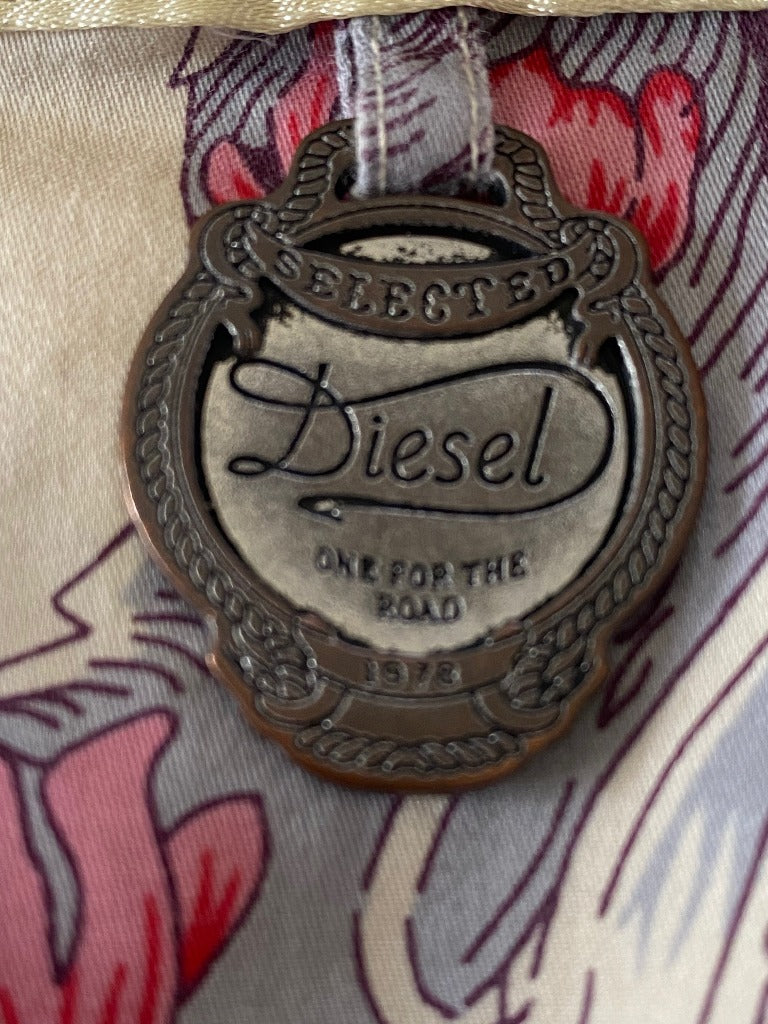 SELECTED
Diesel
ONE FOR THE
ROAD
1978